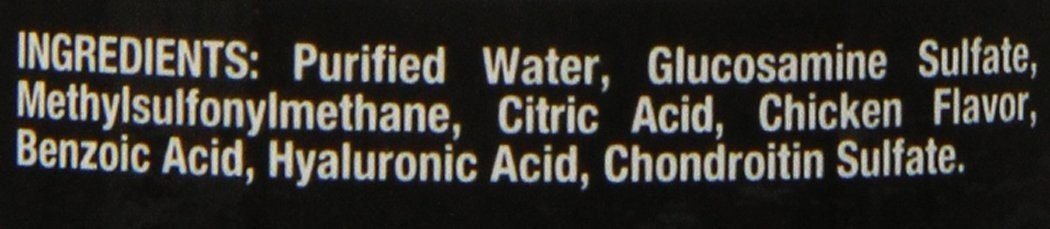 INGREDIENTS: Purified Water, Glucosamine Sulfate,
Methylsulfonylmethane, Citric Acid, Chicken Flavor,
Benzoic Acid, Hyaluronic Acid, Chondroitin Sulfate.